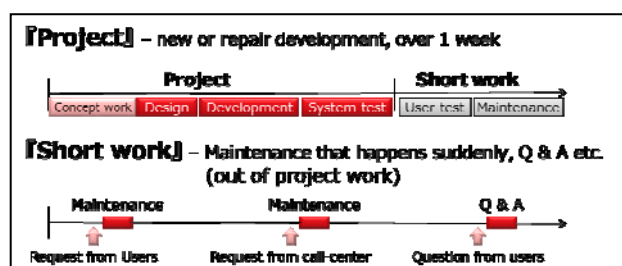 『Project』 – new or repair development, over 1 week
Project Short work
Concept work Design Development System test User test Maintenance
『Short work』 – Maintenance that happens suddenly, Q & A etc.
(out of project work)
Maintenance Maintenance Q & A
Request from Users Request from call-center Question from users